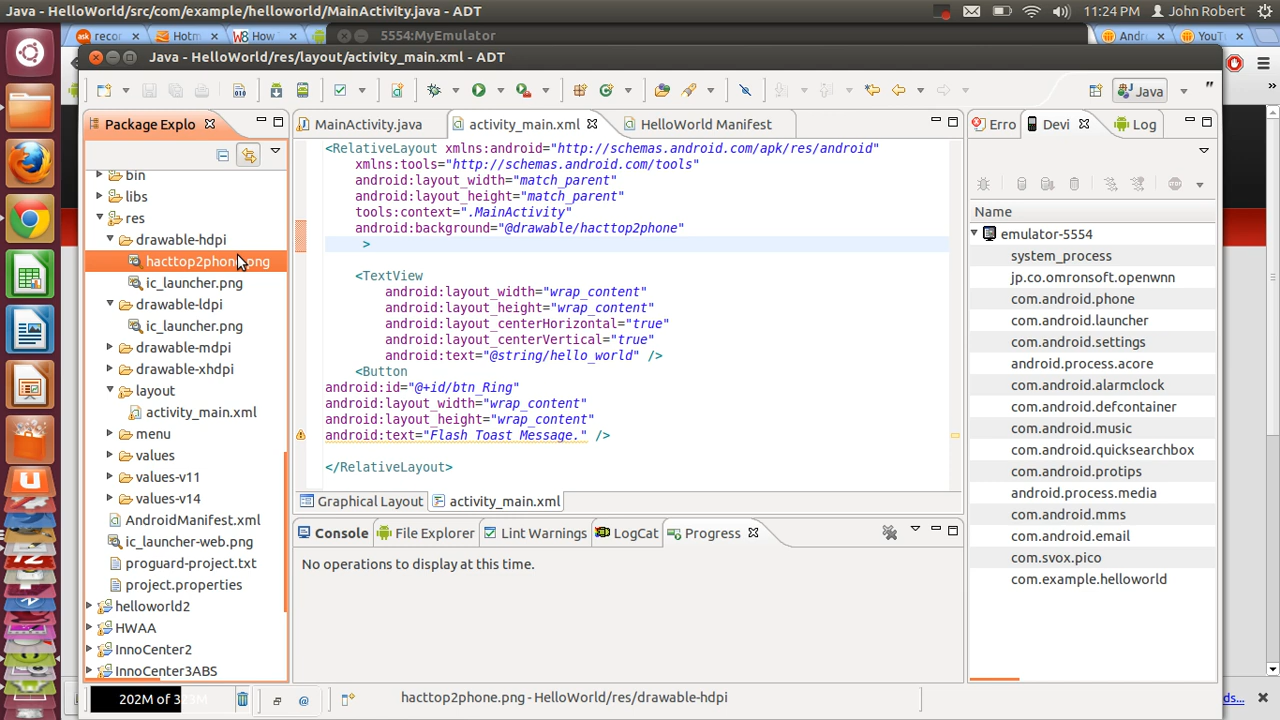 Java - HelloWorld/src/com/example/helloworld/MainActivity.java - ADT
11:24 PM
John Robert
ask recor
Hotm
W8 How
5554:MyEmulator
Andr
YouT
Java - HelloWorld/res/layout/activity_main.xml - ADT
Java
Package Explo
MainActivity.java
activity_main.xml
HelloWorld Manifest
Erro
Devi
Log
bin
libs
res
drawable-hdpi
hacttop2phone.png
ic_launcher.png
drawable-ldpi
ic_launcher.png
drawable-mdpi
drawable-xhdpi
layout
activity_main.xml
menu
values
values-v11
values-v14
AndroidManifest.xml
ic_launcher-web.png
proguard-project.txt
project.properties
helloworld2
HWAA
InnoCenter2
InnoCenter3ABS
<RelativeLayout xmlns:android="http://schemas.android.com/apk/res/android"
xmlns:tools="http://schemas.android.com/tools"
android:layout_width="match_parent"
android:layout_height="match_parent"
tools:context=".MainActivity"
android:background="@drawable/hacttop2phone"
>
<TextView
android:layout_width="wrap_content"
android:layout_height="wrap_content"
android:layout_centerHorizontal="true"
android:layout_centerVertical="true"
android:text="@string/hello_world" />
<Button
android:id="@+id/btn_Ring"
android:layout_width="wrap_content"
android:layout_height="wrap_content"
android:text="Flash Toast Message." />
</RelativeLayout>
Graphical Layout
activity_main.xml
Console
File Explorer
Lint Warnings
LogCat
Progress
No operations to display at this time.
Name
emulator-5554
system_process
jp.co.omronsoft.openwnn
com.android.phone
com.android.launcher
com.android.settings
android.process.acore
com.android.alarmclock
com.android.defcontainer
com.android.music
com.android.quicksearchbox
com.android.protips
android.process.media
com.android.mms
com.android.email
com.svox.pico
com.example.helloworld
202M of 323M
hacttop2phone.png - HelloWorld/res/drawable-hdpi
ds...